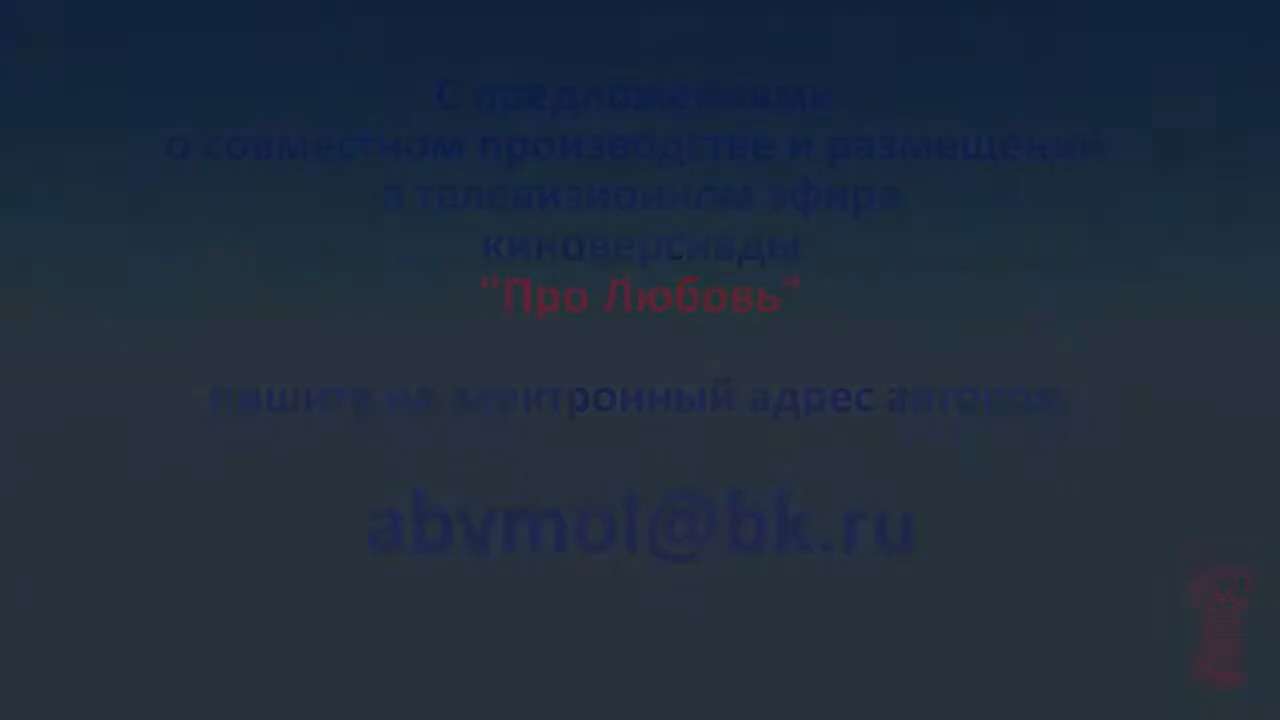 С предложениями
о совместном производстве и размещении
в телевизионном эфире
киноверсиады
"Про Любовь"
пишите на электронный адрес авторов:
abvmol@bk.ru